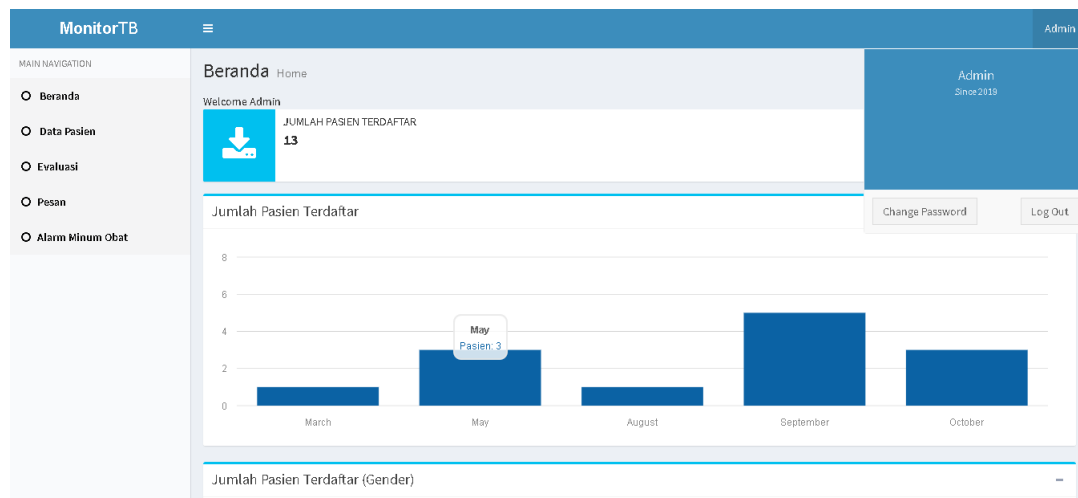 MonitorTB
Admin
MAIN NAVIGATION
Beranda
Data Pasien
Evaluasi
Pesan
Alarm Minum Obat
Beranda Home
Welcome Admin
JUMLAH PASIEN TERDAFTAR
13
Admin
Since 2019
Change Password
Log Out
Jumlah Pasien Terdaftar
8
6
4
2
0
May
Pasien: 3
March May August September October
Jumlah Pasien Terdaftar (Gender)